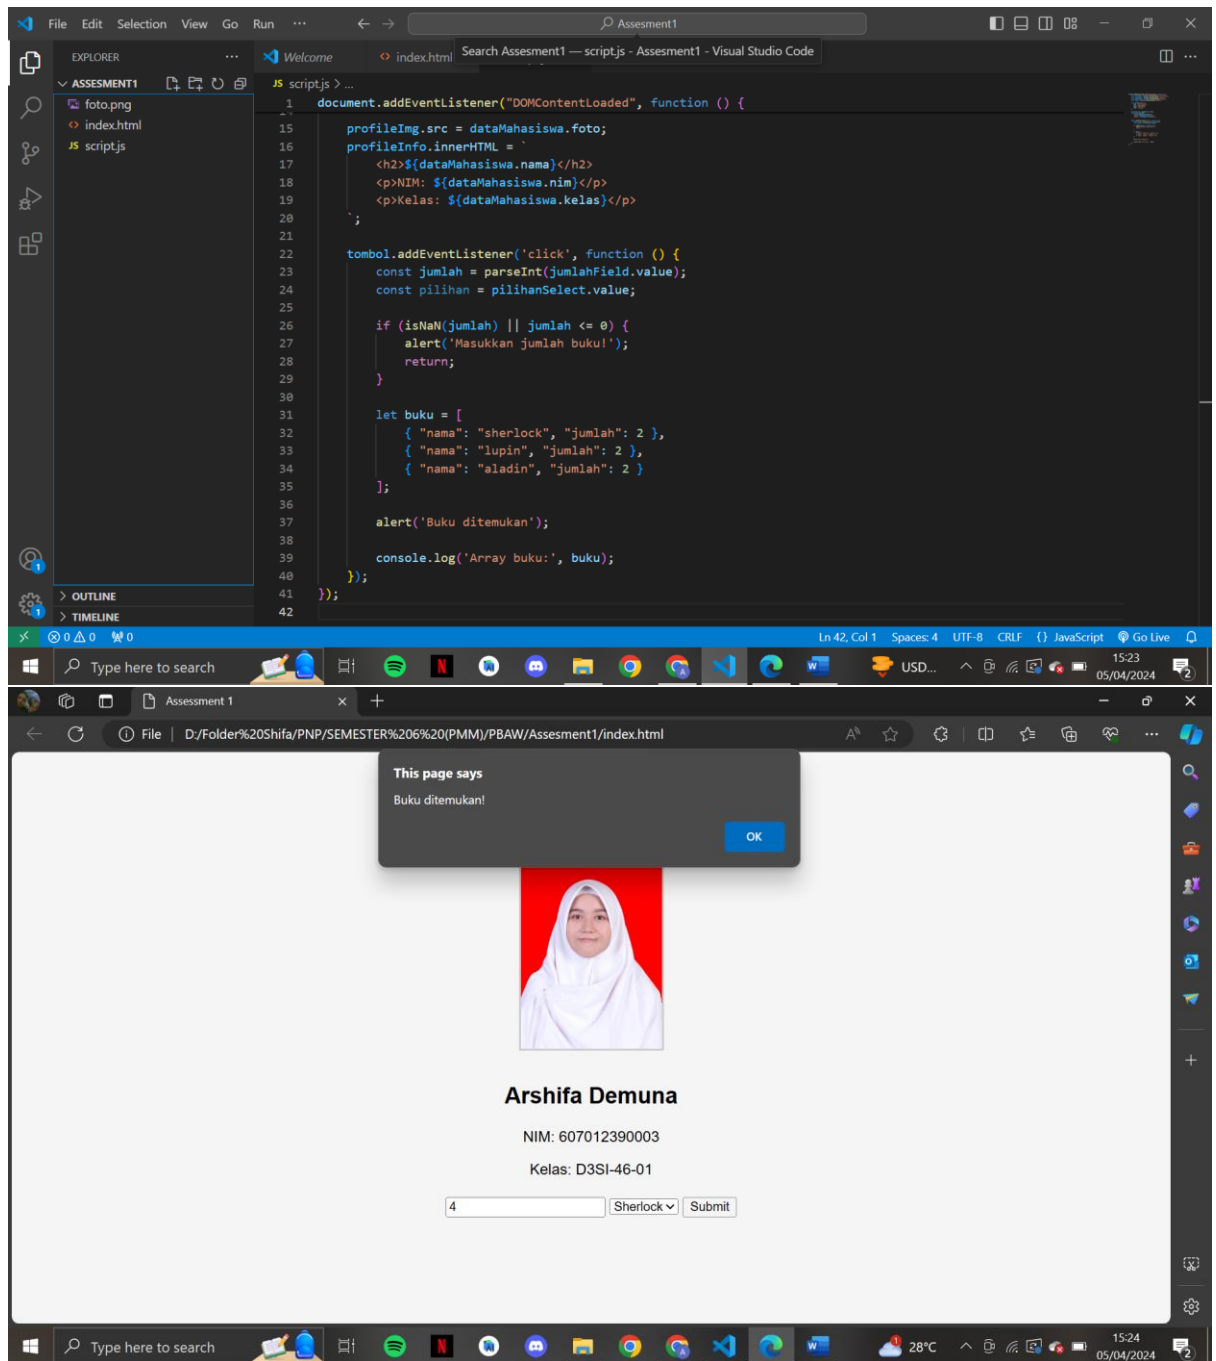 File Edit Selection View Go Run ···
Assesment1
EXPLORER ···
Welcome
index.html
Search Assesment1 — script.js - Assesment1 - Visual Studio Code
ASSESMENT1
JS script.js > ...
foto.png
index.html
JS script.js
1 document.addEventListener("DOMContentLoaded", function () {
15 profileImg.src = dataMahasiswa.foto;
16 profileInfo.innerHTML = `
17 <h2>${dataMahasiswa.nama}</h2>
18 <p>NIM: ${dataMahasiswa.nim}</p>
19 <p>Kelas: ${dataMahasiswa.kelas}</p>
20 `;
21
22 tombol.addEventListener('click', function () {
23 const jumlah = parseInt(jumlahField.value);
24 const pilihan = pilihanSelect.value;
25
26 if (isNaN(jumlah) || jumlah <= 0) {
27 alert('Masukkan jumlah buku!');
28 return;
29 }
30
31 let buku = [
32 { "nama": "sherlock", "jumlah": 2 },
33 { "nama": "lupin", "jumlah": 2 },
34 { "nama": "aladin", "jumlah": 2 }
35 ];
36
37 alert('Buku ditemukan');
38
39 console.log('Array buku:', buku);
40 });
41 });
42
OUTLINE
TIMELINE
0 0 0
Ln 42, Col 1 Spaces: 4 UTF-8 CRLF {} JavaScript Go Live
Type here to search
USD...
15:23
05/04/2024
2
Assessment 1
File | D:/Folder%20Shifa/PNP/SEMESTER%206%20(PMM)/PBAW/Assesment1/index.html
This page says
Buku ditemukan!
OK
Arshifa Demuna
NIM: 607012390003
Kelas: D3SI-46-01
4 Sherlock Submit
Type here to search
28°C
15:24
05/04/2024
2